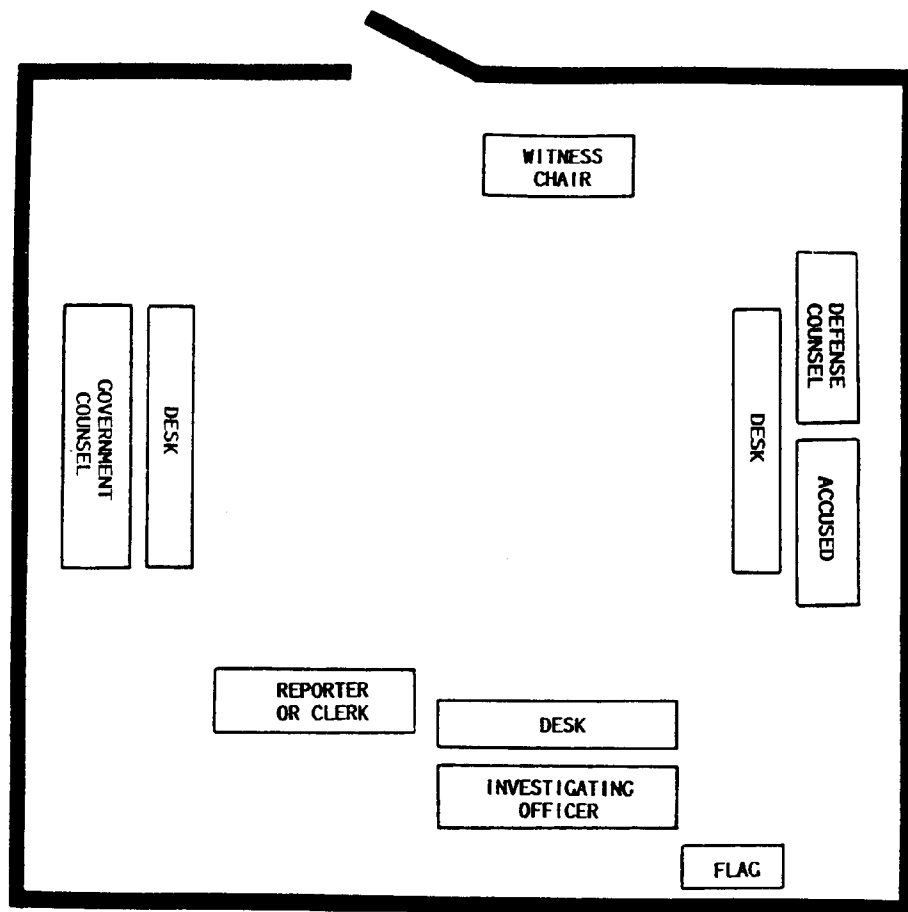 WITNESS
CHAIR
DEFENSE
COUNSEL
GOVERNMENT
COUNSEL
DESK
DESK
ACCUSED
REPORTER
OR CLERK
DESK
INVESTIGATING
OFFICER
FLAG